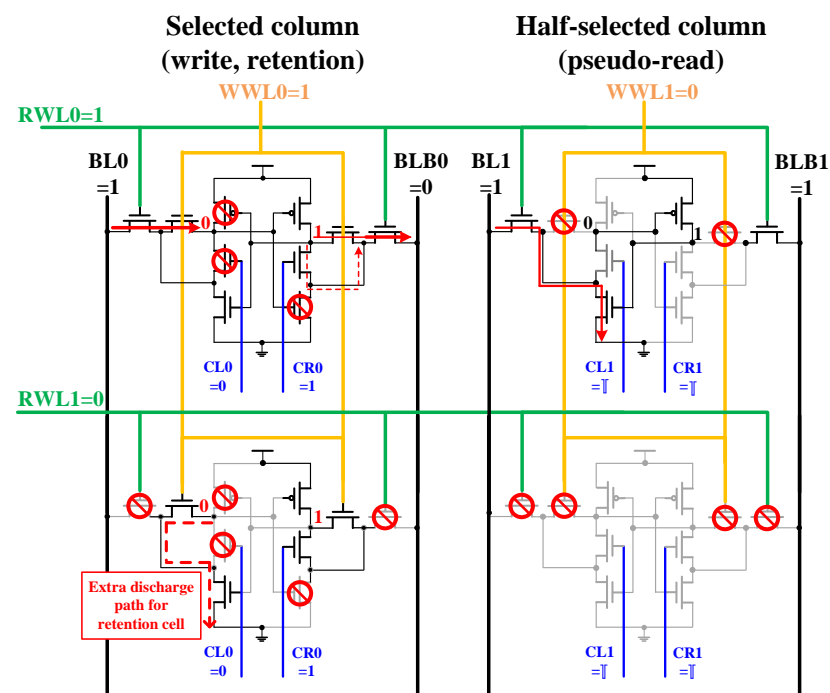 Selected column
(write, retention)
Half-selected column
(pseudo-read)
WWL0=1
WWL1=0
RWL0=1
BL0
=1
BLB0
=0
BL1
=1
BLB1
=1
0
1
0
1
CL0
=0
CR0
=1
CL1
=
CR1
=
RWL1=0
0
1
Extra discharge
path for
retention cell
CL0
=0
CR0
=1
CL1
=
CR1
=